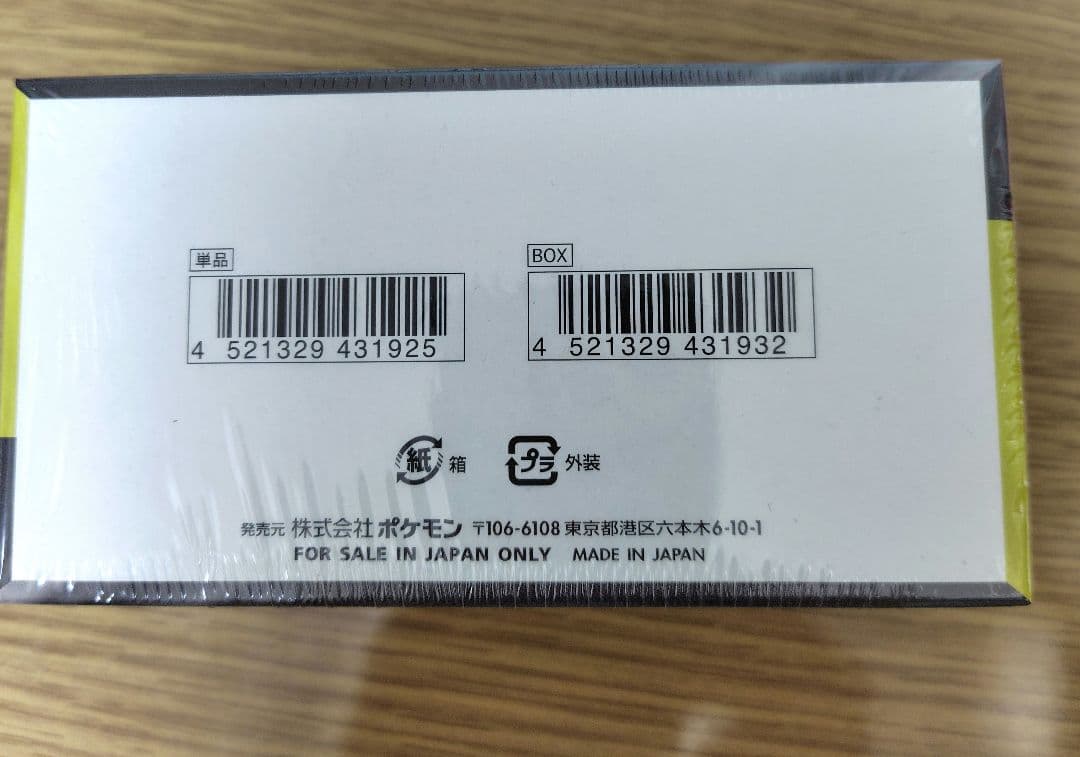 単品
BOX
4 521329 431925
4 521329 431932
紙 箱
プラ 外装
発売元 株式会社ポケモン 〒106-6108 東京都港区六本木6-10-1
FOR SALE IN JAPAN ONLY MADE IN JAPAN